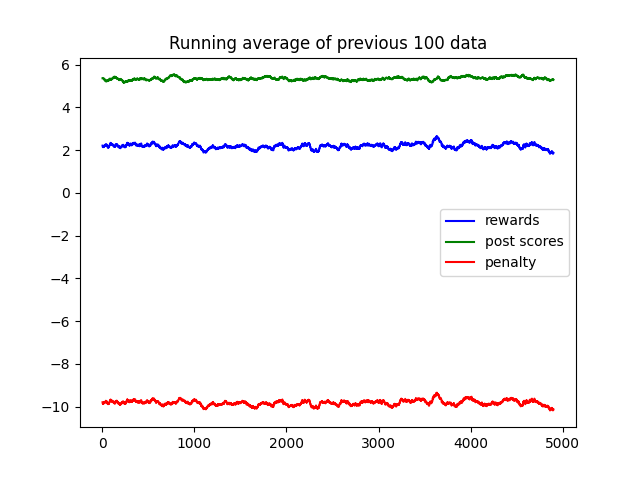 Running average of previous 100 data
6
4
2
0
−2
−4
−6
−8
−10
rewards
post scores
penalty
0 1000 2000 3000 4000 5000